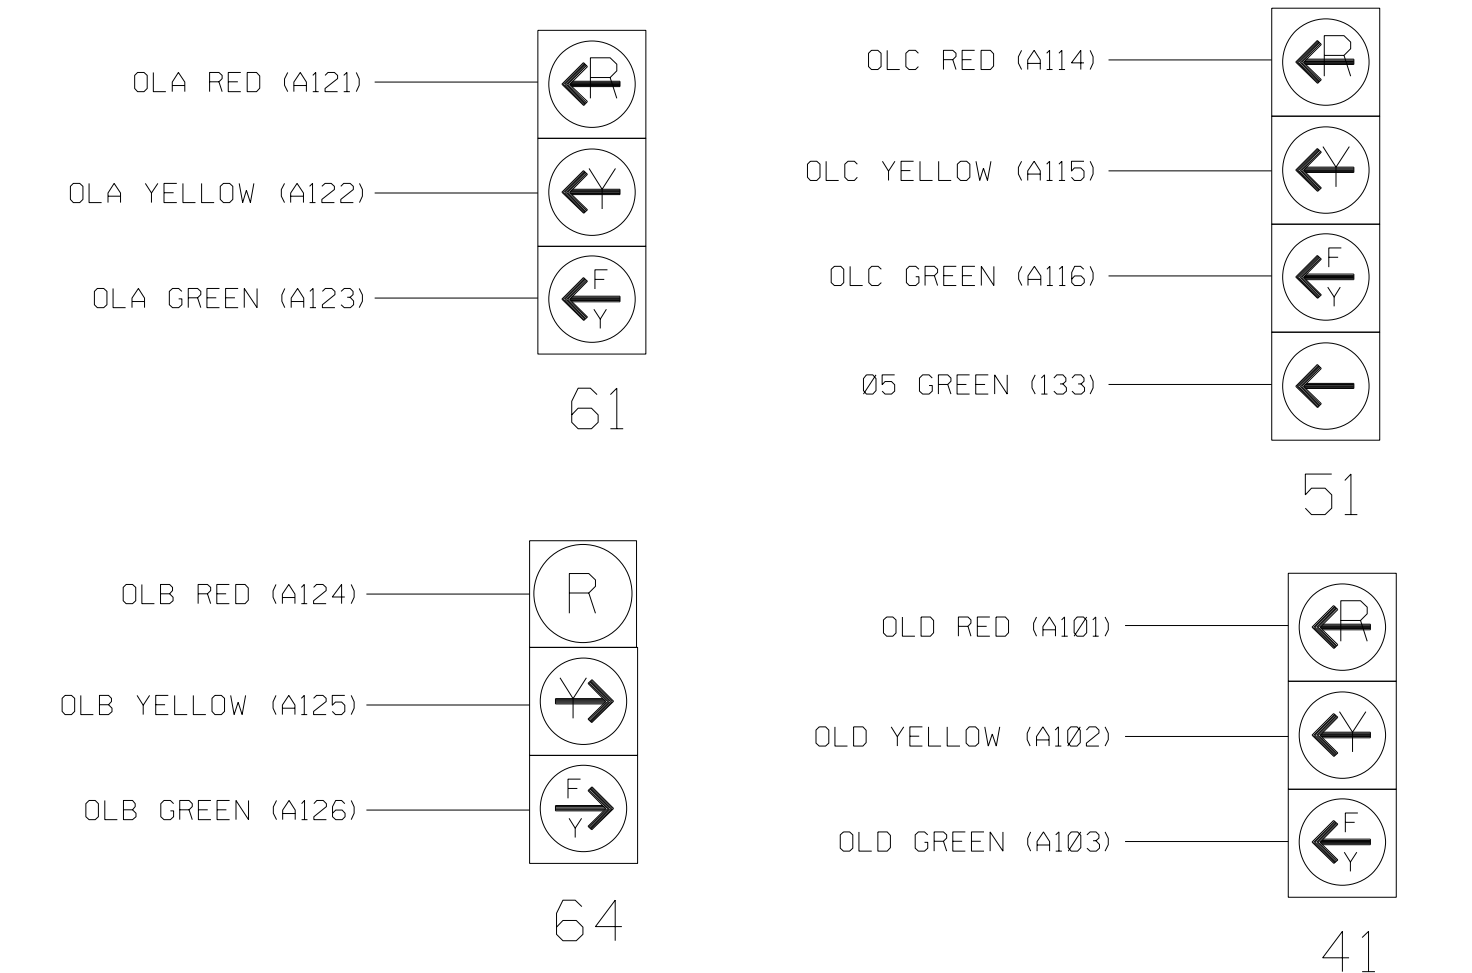 OLA RED (A121)
R
OLA YELLOW (A122)
Y
OLA GREEN (A123)
F
Y
61
OLC RED (A114)
R
OLC YELLOW (A115)
Y
OLC GREEN (A116)
F
Y
Ø5 GREEN (133)
51
OLB RED (A124)
R
OLB YELLOW (A125)
Y
OLB GREEN (A126)
F
Y
64
OLD RED (A1Ø1)
R
OLD YELLOW (A1Ø2)
Y
OLD GREEN (A1Ø3)
F
Y
41